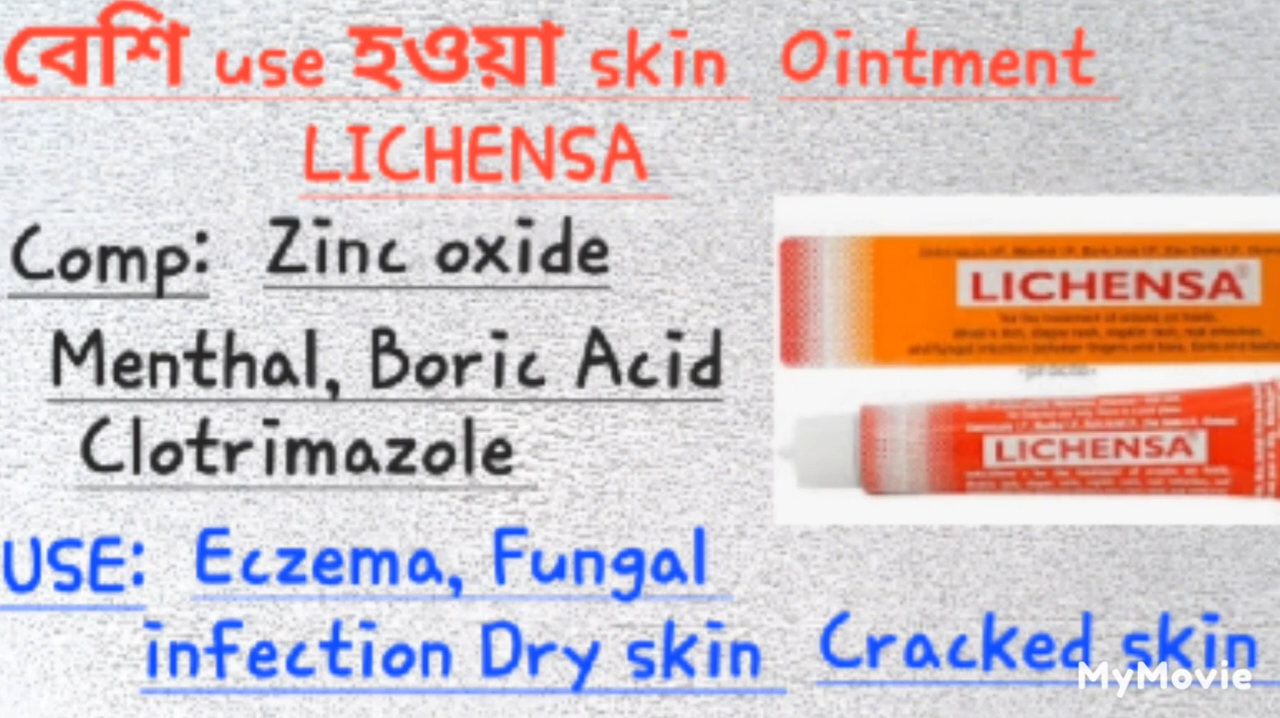 বেশি use হওয়া skin Ointment
LICHENSA
Comp: Zinc oxide
Menthal, Boric Acid
Clotrimazole
LICHENSA
LICHENSA
USE: Eczema, Fungal
infection Dry skin Cracked skin
MyMovie